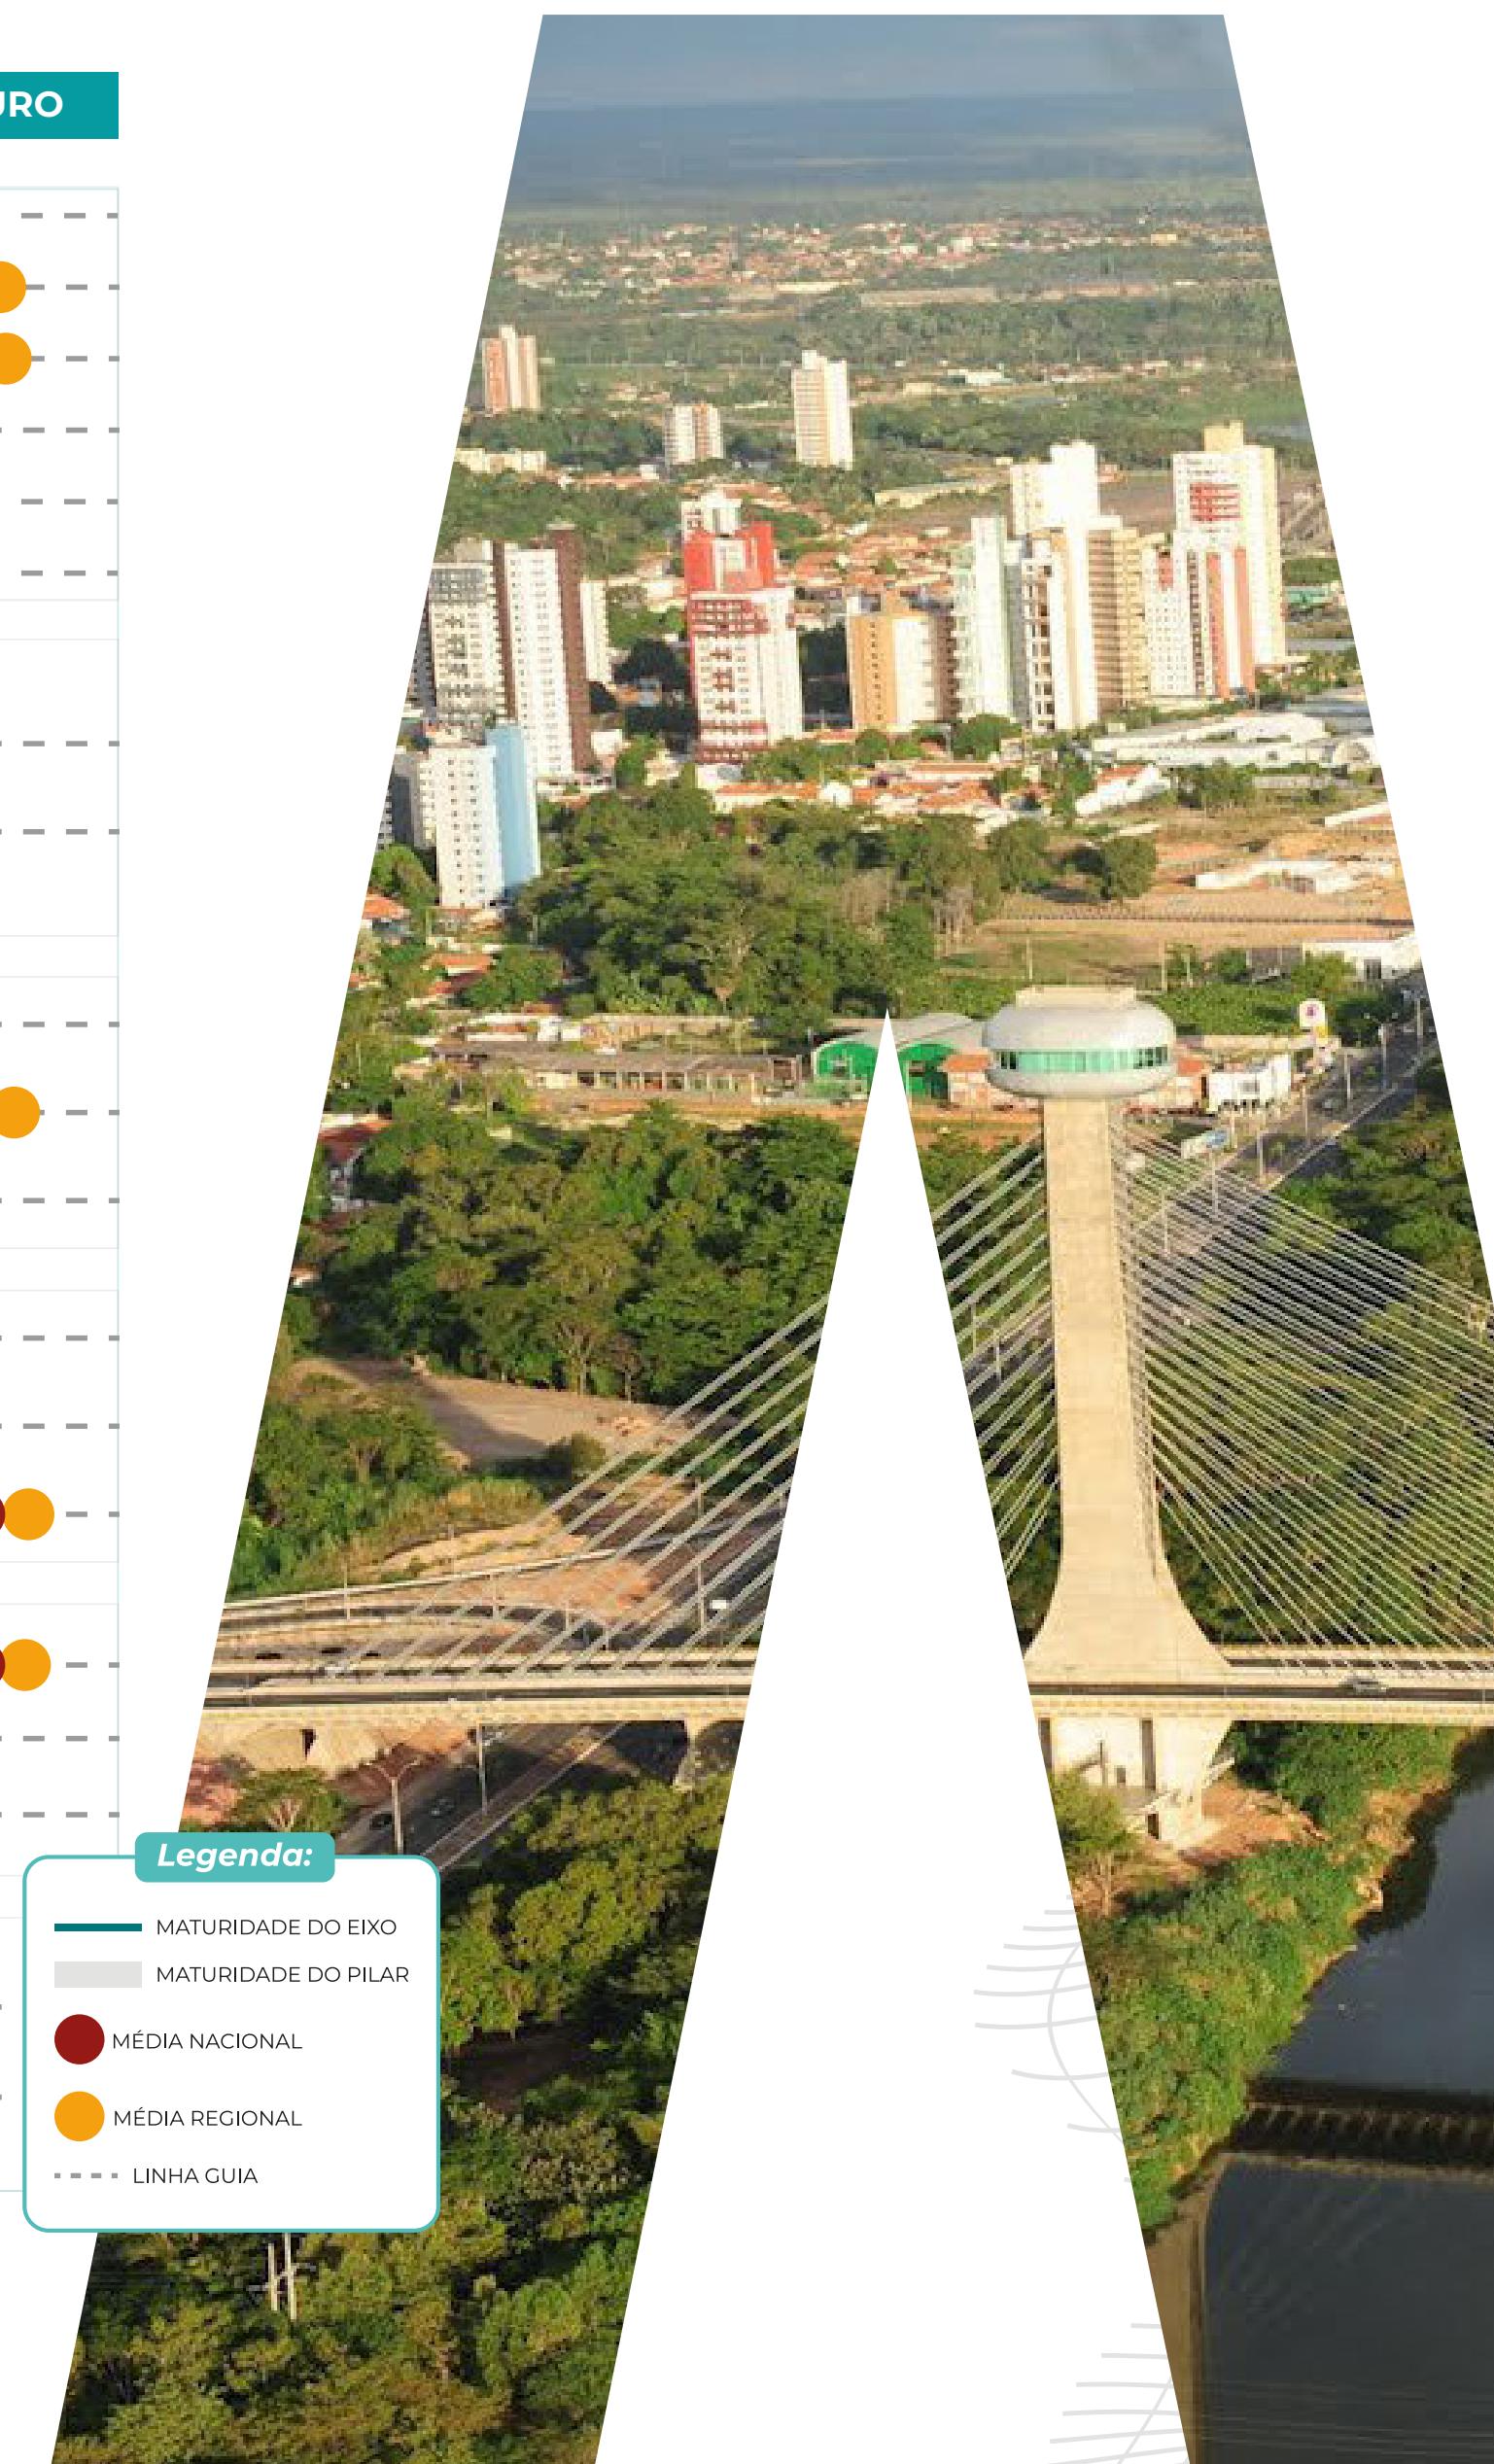 URO
Legenda:
MATURIDADE DO EIXO
MATURIDADE DO PILAR
MÉDIA NACIONAL
MÉDIA REGIONAL
LINHA GUIA